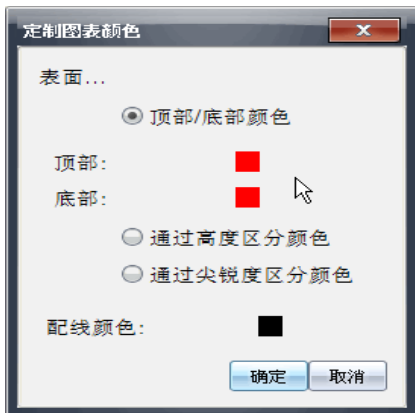 定制图表颜色
表面...
顶部/底部颜色
顶部:
底部:
通过高度区分颜色
通过尖锐度区分颜色
配线颜色:
确定 取消